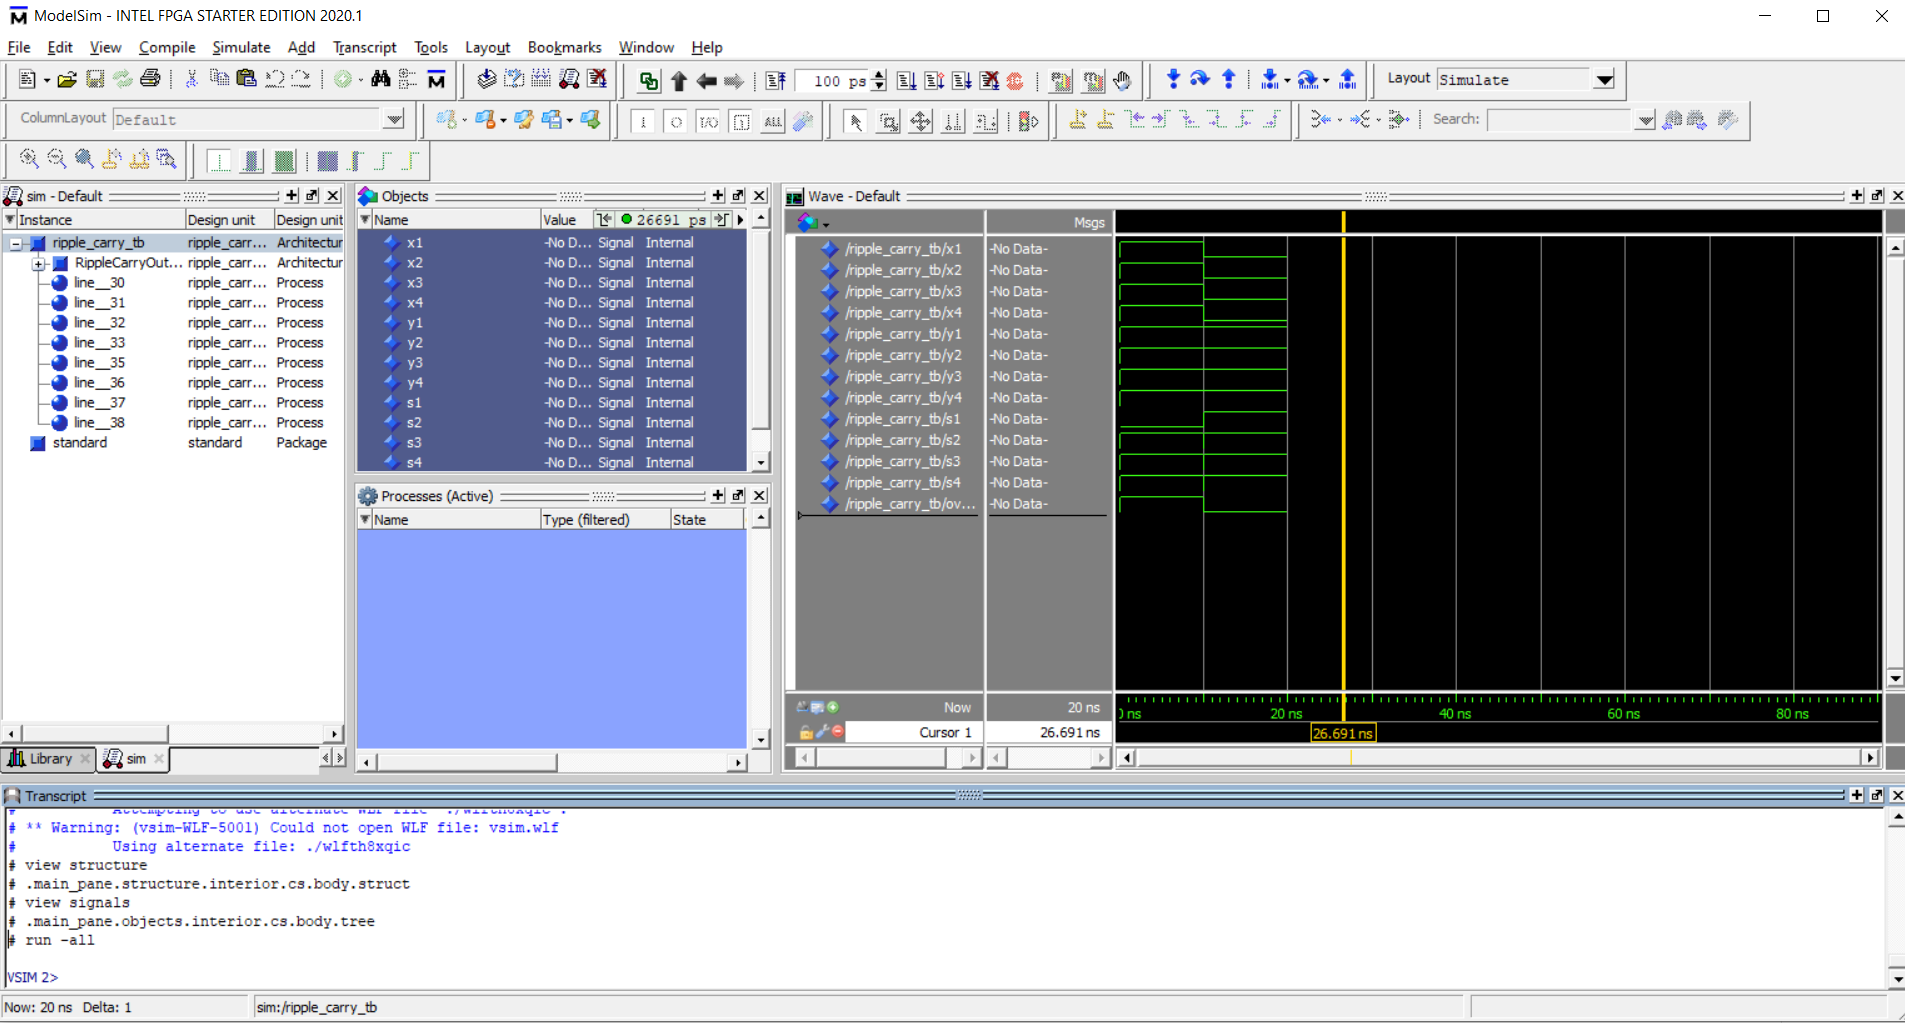 ModelSim - INTEL FPGA STARTER EDITION 2020.1
File Edit View Compile Simulate Add Transcript Tools Layout Bookmarks Window Help
100 ps
Layout Simulate
ColumnLayout Default
ALL
Search:
sim - Default
Instance Design unit Design unit
ripple_carry_tb ripple_carr... Architectur
RippleCarryOut... ripple_carr... Architectur
line__30 ripple_carr... Process
line__31 ripple_carr... Process
line__32 ripple_carr... Process
line__33 ripple_carr... Process
line__35 ripple_carr... Process
line__36 ripple_carr... Process
line__37 ripple_carr... Process
line__38 ripple_carr... Process
standard standard Package
Library sim
Objects
Name Value 26691 ps
x1 -No D... Signal Internal
x2 -No D... Signal Internal
x3 -No D... Signal Internal
x4 -No D... Signal Internal
y1 -No D... Signal Internal
y2 -No D... Signal Internal
y3 -No D... Signal Internal
y4 -No D... Signal Internal
s1 -No D... Signal Internal
s2 -No D... Signal Internal
s3 -No D... Signal Internal
s4 -No D... Signal Internal
Processes (Active)
Name Type (filtered) State
Wave - Default
Msgs
/ripple_carry_tb/x1 -No Data-
/ripple_carry_tb/x2 -No Data-
/ripple_carry_tb/x3 -No Data-
/ripple_carry_tb/x4 -No Data-
/ripple_carry_tb/y1 -No Data-
/ripple_carry_tb/y2 -No Data-
/ripple_carry_tb/y3 -No Data-
/ripple_carry_tb/y4 -No Data-
/ripple_carry_tb/s1 -No Data-
/ripple_carry_tb/s2 -No Data-
/ripple_carry_tb/s3 -No Data-
/ripple_carry_tb/s4 -No Data-
/ripple_carry_tb/ov... -No Data-
Now 20 ns
ns 20 ns 40 ns 60 ns 80 ns
Cursor 1 26.691 ns 26.691 ns
Transcript
# Attempting to use alternate WLF file
# ** Warning: (vsim-WLF-5001) Could not open WLF file: vsim.wlf
# Using alternate file: ./wlfth8xqic
# view structure
# .main_pane.structure.interior.cs.body.struct
# view signals
# .main_pane.objects.interior.cs.body.tree
# run -all
VSIM 2>
Now: 20 ns Delta: 1 sim:/ripple_carry_tb